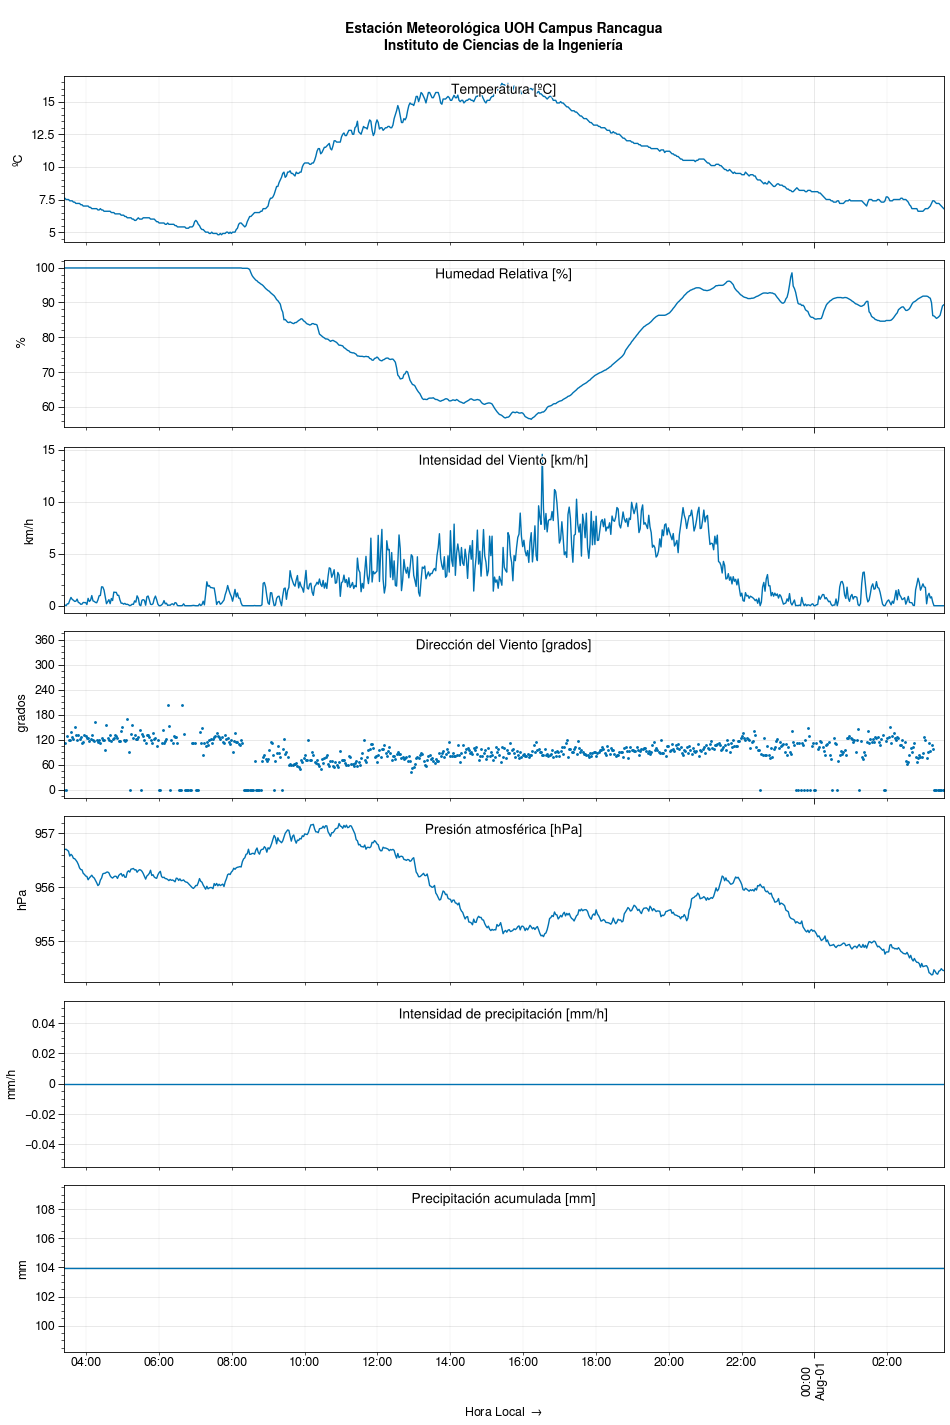 Estación Meteorológica UOH Campus Rancagua
Instituto de Ciencias de la Ingeniería
Temperatura [ºC]
15
12.5
10
7.5
5
ºC
Humedad Relativa [%]
100
90
80
70
60
%
Intensidad del Viento [km/h]
15
10
5
0
km/h
Dirección del Viento [grados]
360
300
240
180
120
60
0
grados
Presión atmosférica [hPa]
957
956
955
hPa
Intensidad de precipitación [mm/h]
0.04
0.02
0
−0.02
−0.04
mm/h
Precipitación acumulada [mm]
108
106
104
102
100
mm
04:00 06:00 08:00 10:00 12:00 14:00 16:00 18:00 20:00 22:00 00:00 02:00
Aug-01
Hora Local →